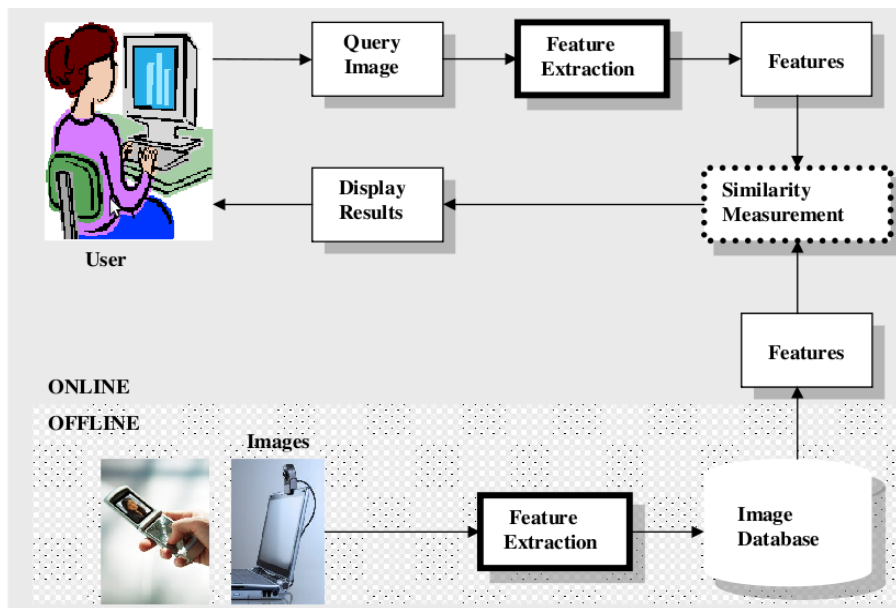 Query
Image
Feature
Extraction
Features
Display
Results
Similarity
Measurement
User
Features
ONLINE
OFFLINE
Images
Feature
Extraction
Image
Database